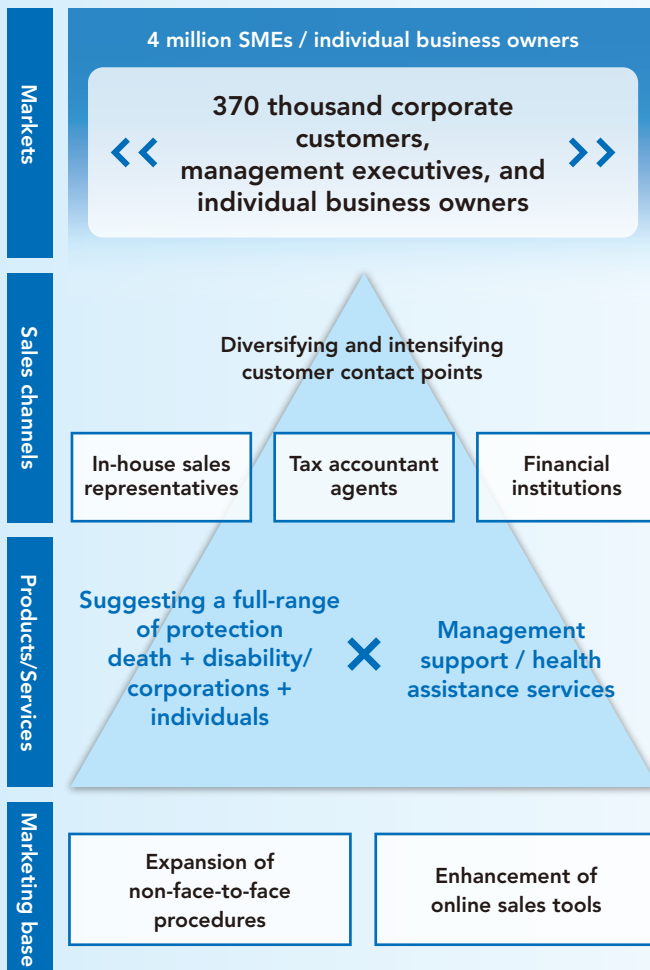 Markets
4 million SMEs / individual business owners
370 thousand corporate
customers,
management executives, and
individual business owners
Sales channels
Diversifying and intensifying
customer contact points
In-house sales
representatives
Tax accountant
agents
Financial
institutions
Products/Services
Suggesting a full-range
of protection
death + disability/
corporations +
individuals
×
Management
support / health
assistance services
Marketing base
Expansion of
non-face-to-face
procedures
Enhancement of
online sales tools